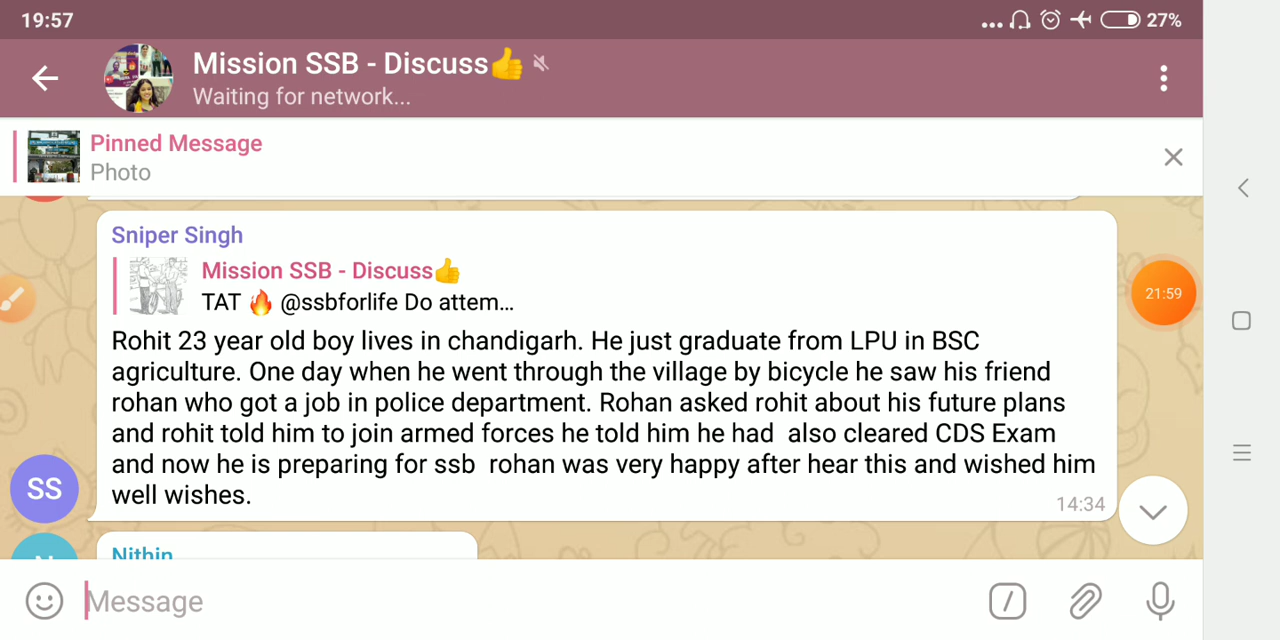 19:57
27%
Mission SSB - Discuss👍
Waiting for network...
Pinned Message
Photo
Sniper Singh
Mission SSB - Discuss👍
TAT 🔥 @ssbforlife Do attem...
21:59
Rohit 23 year old boy lives in chandigarh. He just graduate from LPU in BSC
agriculture. One day when he went through the village by bicycle he saw his friend
rohan who got a job in police department. Rohan asked rohit about his future plans
and rohit told him to join armed forces he told him he had  also cleared CDS Exam
and now he is preparing for ssb  rohan was very happy after hear this and wished him
well wishes.
SS
14:34
Nithin
Message